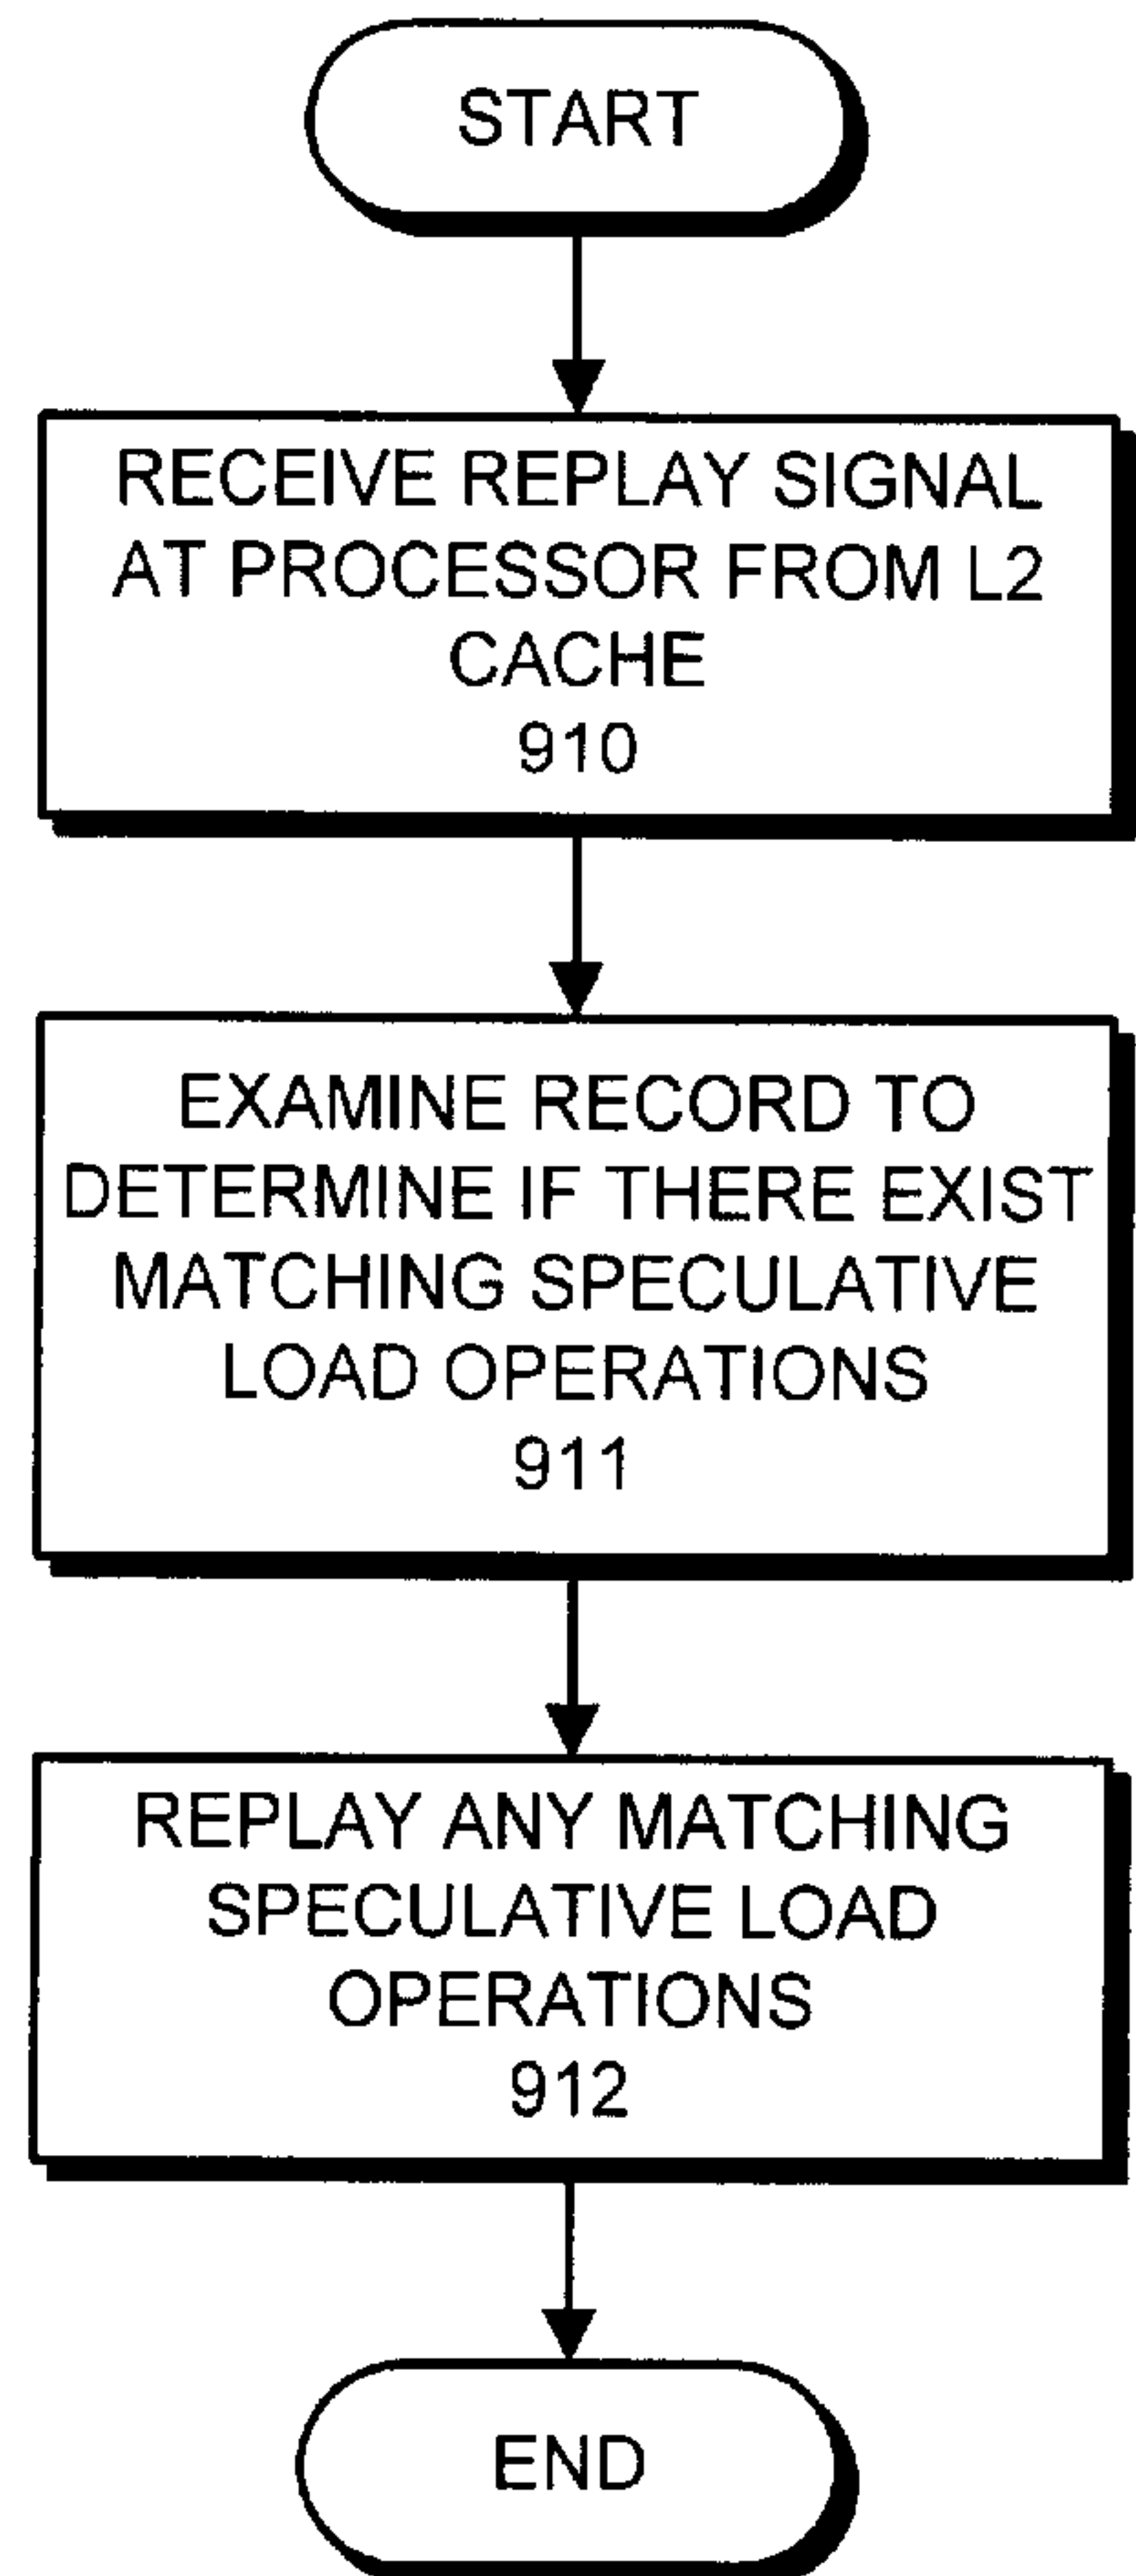 START
RECEIVE REPLAY SIGNAL
AT PROCESSOR FROM L2
CACHE
910
EXAMINE RECORD TO
DETERMINE IF THERE EXIST
MATCHING SPECULATIVE
LOAD OPERATIONS
911
REPLAY ANY MATCHING
SPECULATIVE LOAD
OPERATIONS
912
END